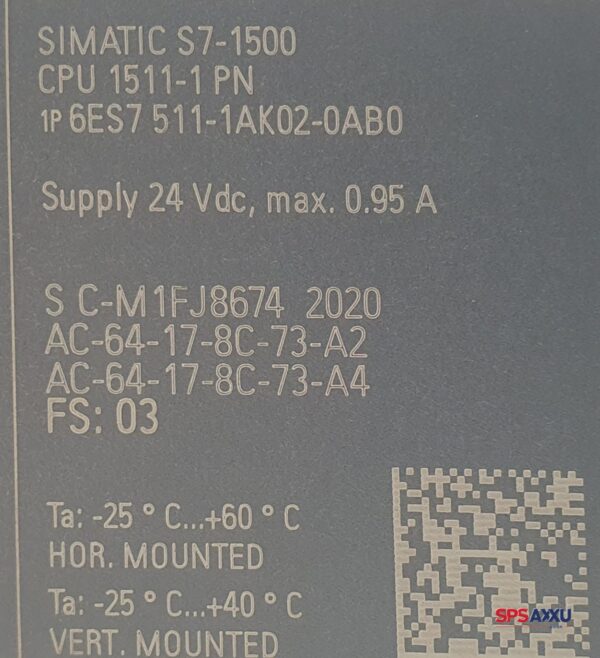 SIMATIC S7-1500
CPU 1511-1 PN
1P 6ES7 511-1AK02-0AB0
Supply 24 Vdc, max. 0.95 A
S C-M1FJ8674 2020
AC-64-17-8C-73-A2
AC-64-17-8C-73-A4
FS: 03
Ta: -25 ° C...+60 ° C
HOR. MOUNTED
Ta: -25 ° C...+40 ° C
VERT. MOUNTED
SPSAXXU